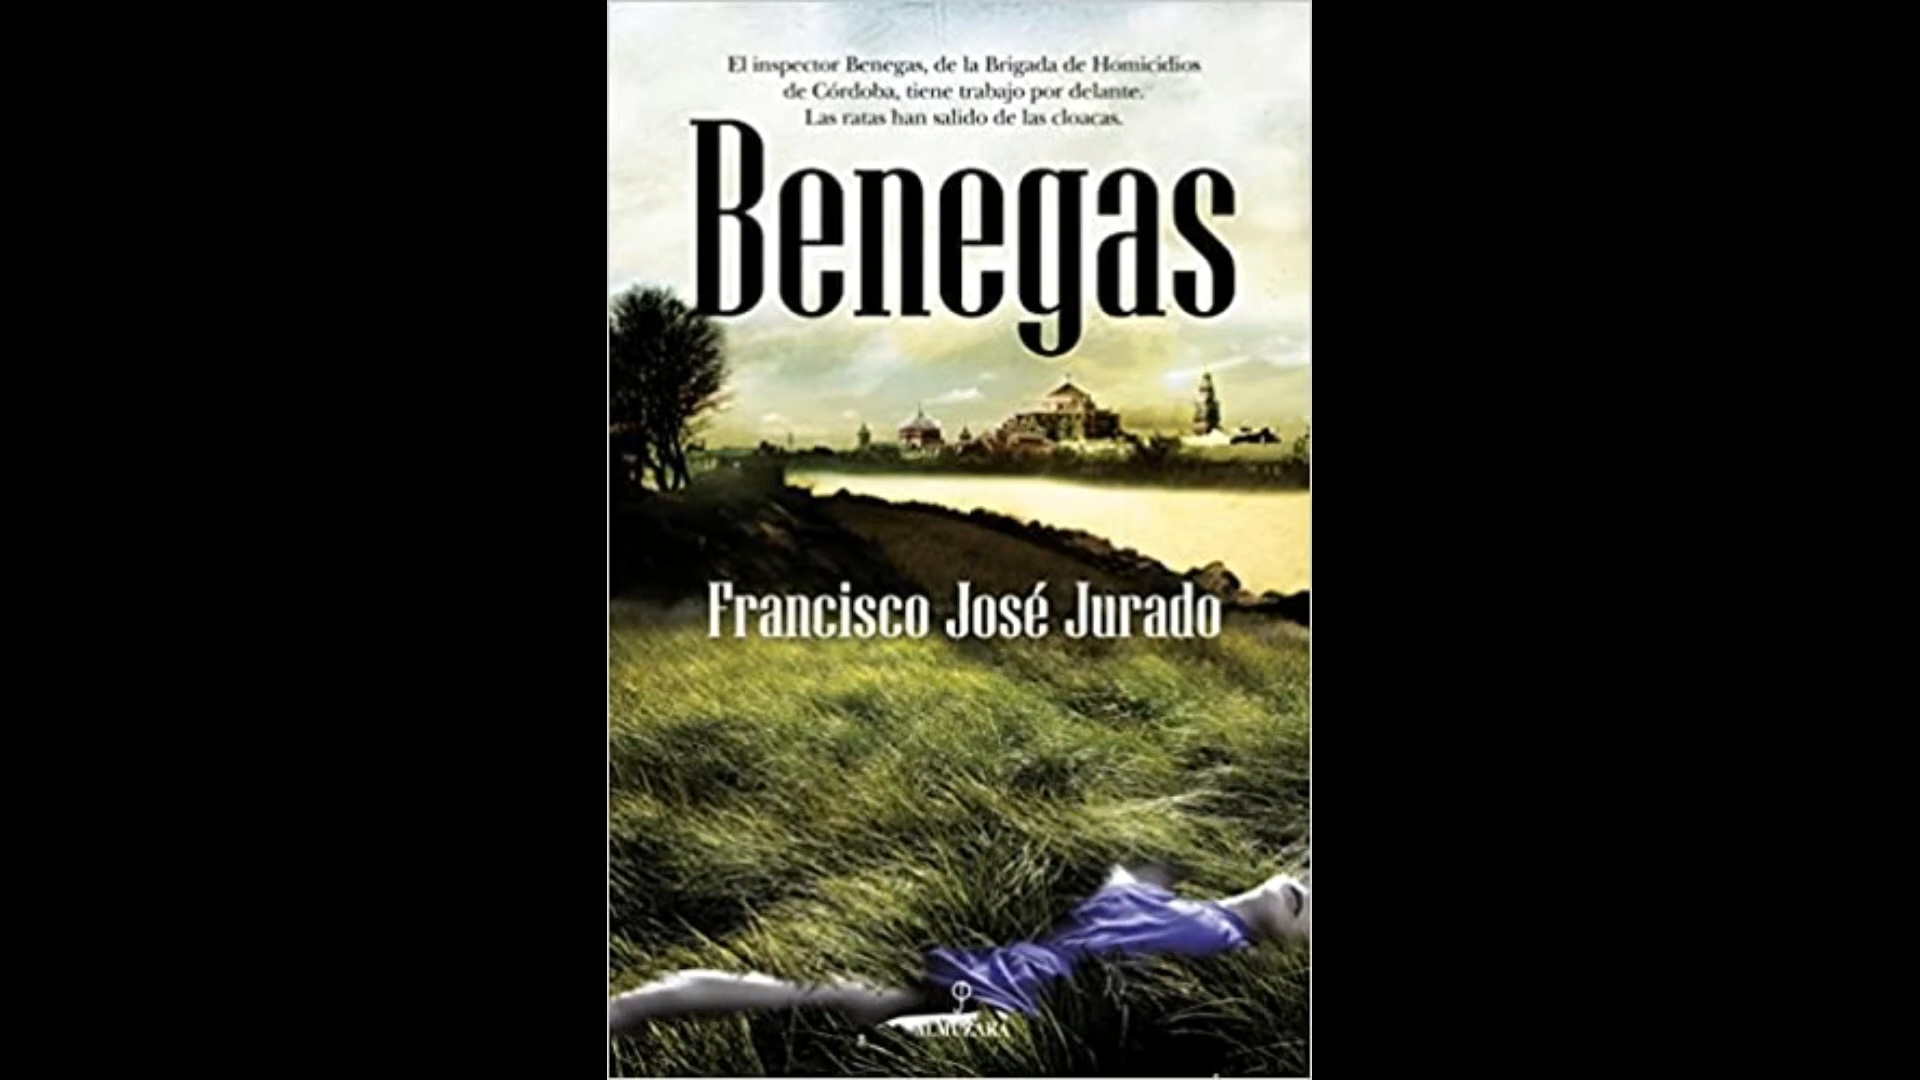 El inspector Benegas, de la Brigada de Homicidios
de Córdoba, tiene trabajo por delante.
Las ratas han salido de las cloacas.
Benegas
Francisco José Jurado
ALMUZARA